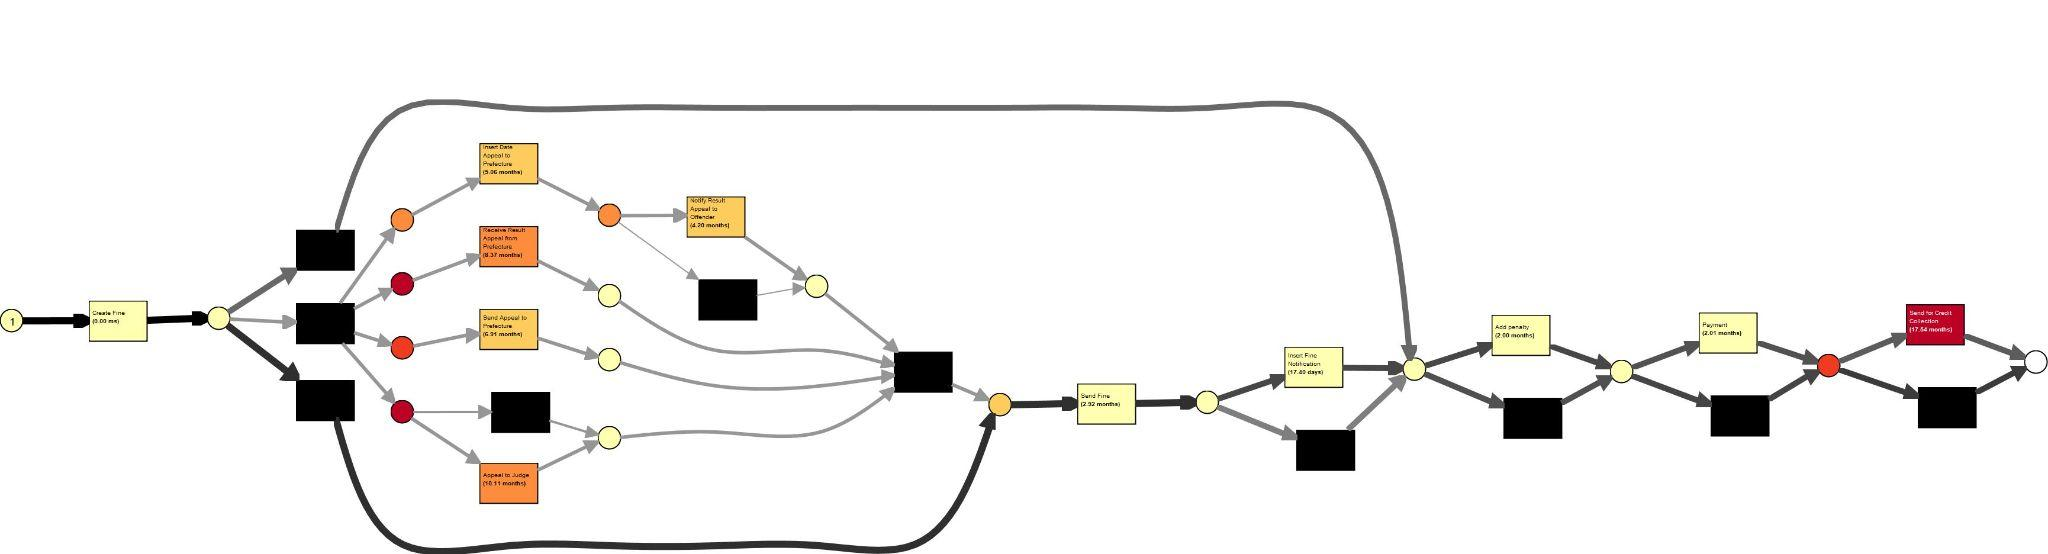 1
Create Fine
(0.00 ms)
Insert Date
Appeal to
Prefecture
(5.06 months)
Notify Result
Appeal to
Offender
(4.20 months)
Receive Result
Appeal from
Prefecture
(8.37 months)
Send Appeal to
Prefecture
(6.91 months)
Appeal to Judge
(10.11 months)
Send Fine
(2.92 months)
Insert Fine
Notification
(17.40 days)
Add penalty
(2.00 months)
Payment
(2.01 months)
Send for Credit
Collection
(17.54 months)